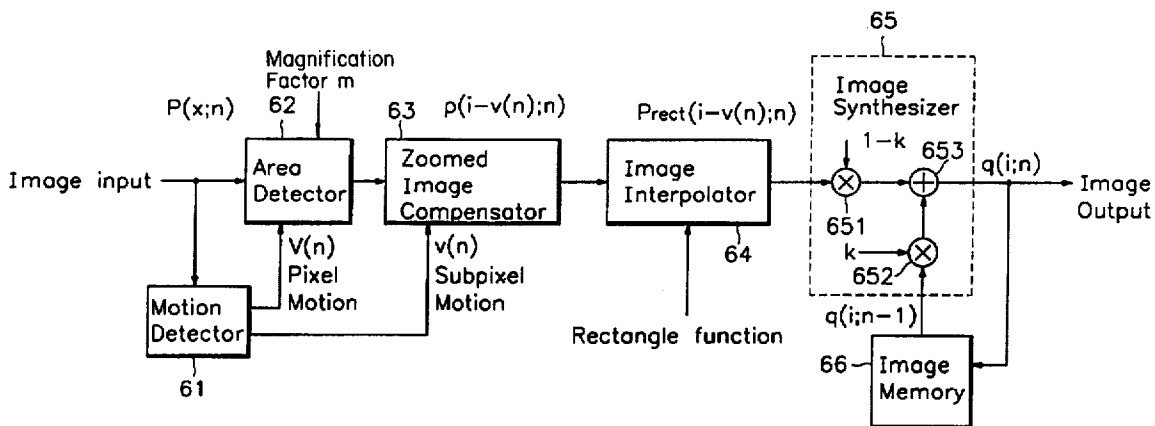 65
Magnification
Factor m
P(x;n)
62
63
p(i-v(n);n)
Prect(i-v(n);n)
Image
Synthesizer
1-k
653
q(i;n)
Image input
Area
Detector
Zoomed
Image
Compensator
Image
Interpolator
651
Image
Output
V(n)
Pixel
Motion
v(n)
Subpixel
Motion
64
k
652
Motion
Detector
61
Rectangle function
q(i;n-1)
66
Image
Memory